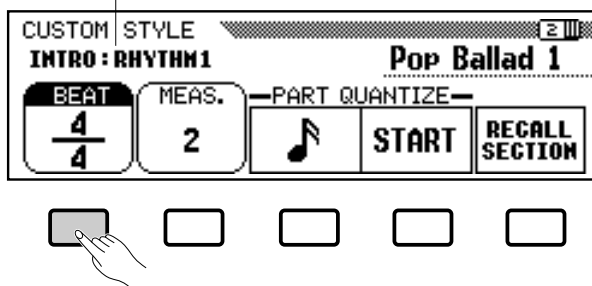 CUSTOM STYLE 2
INTRO:RHYTHM1 Pop Ballad 1
BEAT MEAS. PART QUANTIZE
4/4 2 START RECALL SECTION